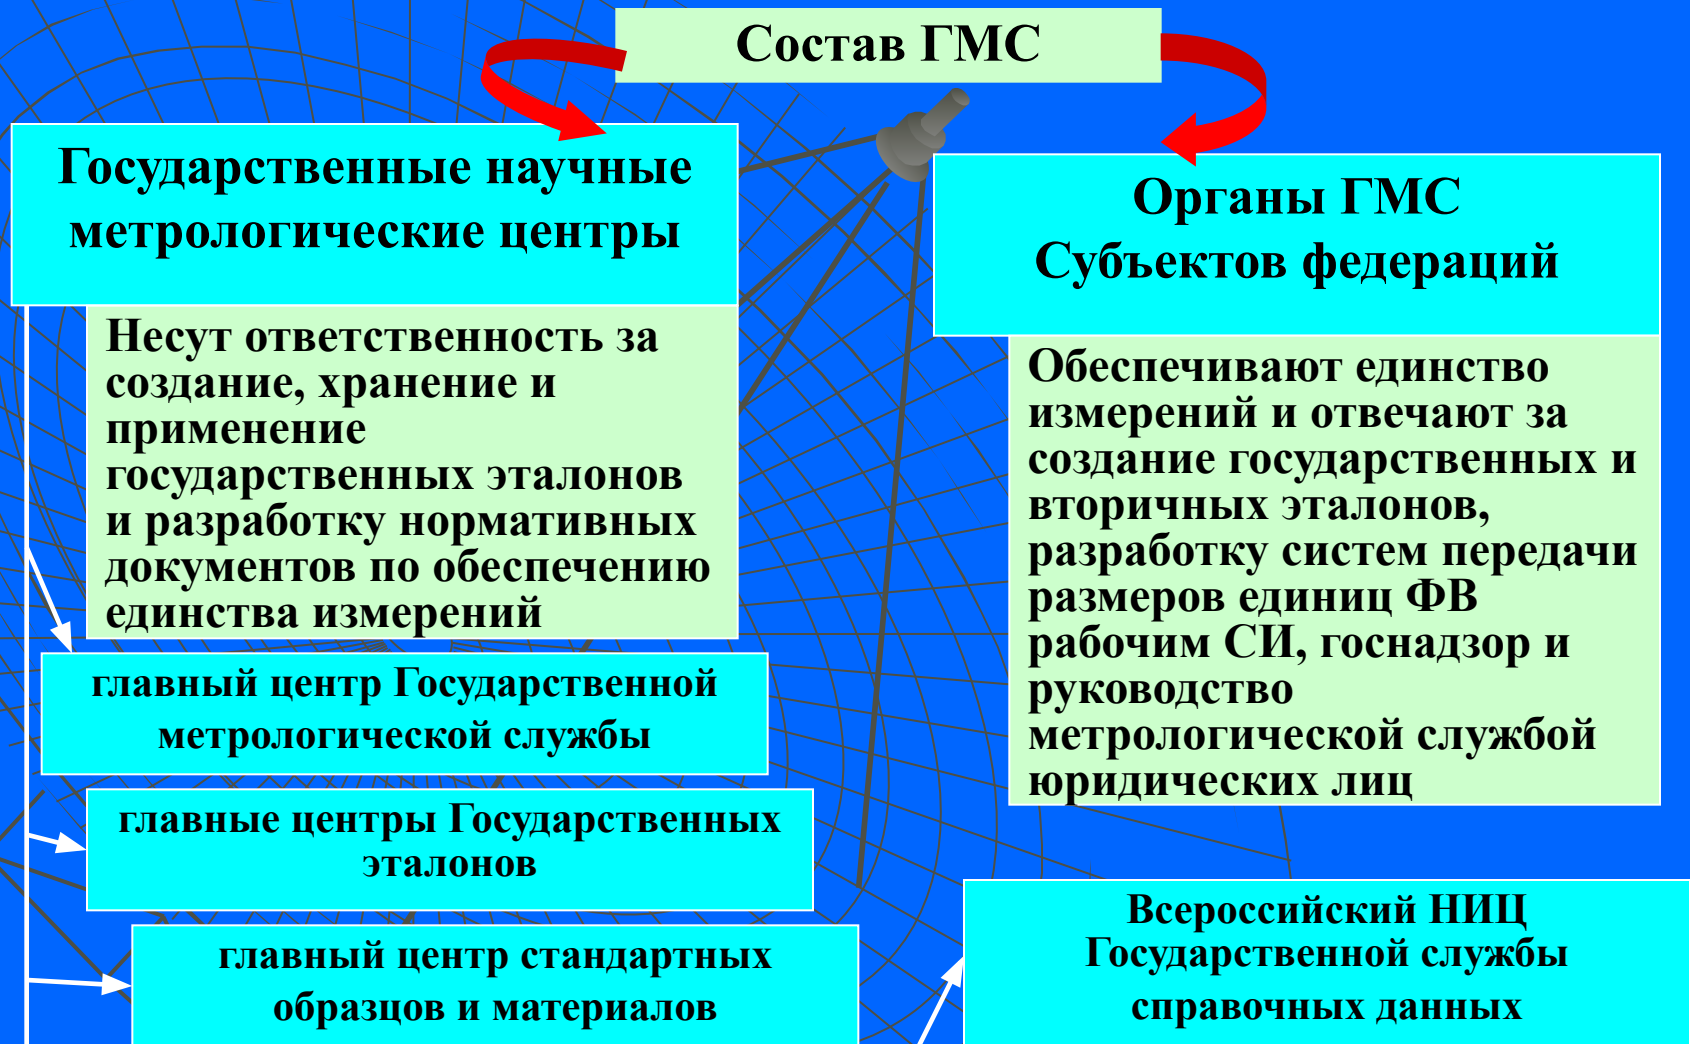 Состав ГМС
Государственные научные
метрологические центры
Несут ответственность за
создание, хранение и
применение
государственных эталонов
и разработку нормативных
документов по обеспечению
единства измерений
главный центр Государственной
метрологической службы
главные центры Государственных
эталонов
главный центр стандартных
образцов и материалов
Органы ГМС
Субъектов федераций
Обеспечивают единство
измерений и отвечают за
создание государственных и
вторичных эталонов,
разработку систем передачи
размеров единиц ФВ
рабочим СИ, госнадзор и
руководство
метрологической службой
юридических лиц
Всероссийский НИЦ
Государственной службы
справочных данных